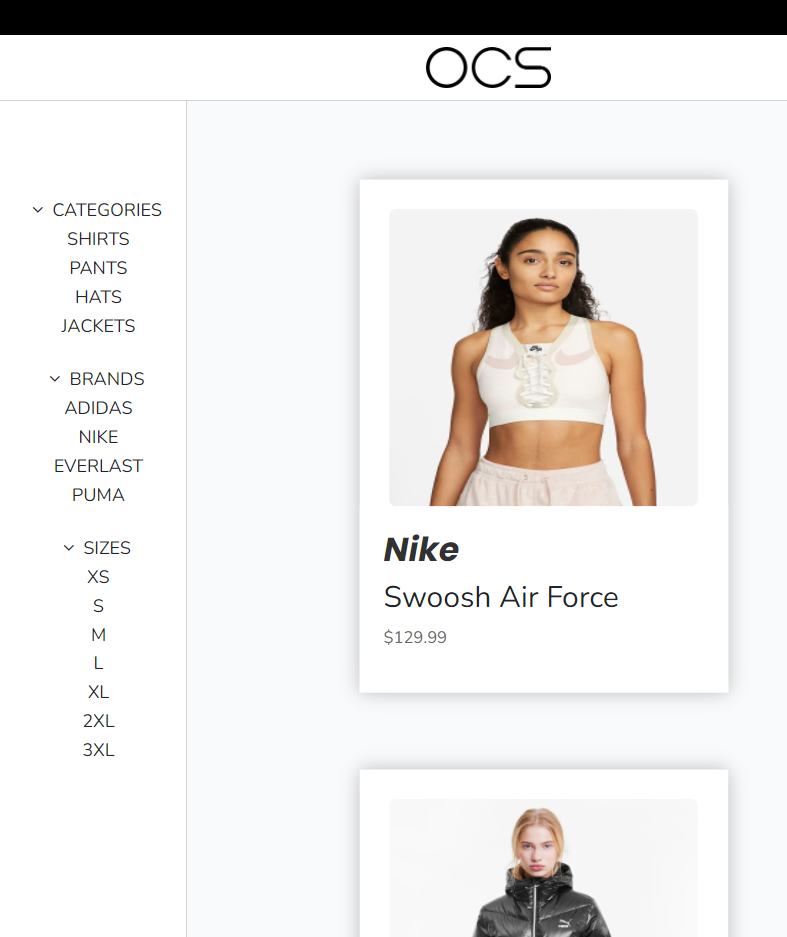 OCS
CATEGORIES
SHIRTS
PANTS
HATS
JACKETS
BRANDS
ADIDAS
NIKE
EVERLAST
PUMA
SIZES
XS
S
M
L
XL
2XL
3XL
Nike
Swoosh Air Force
$129.99